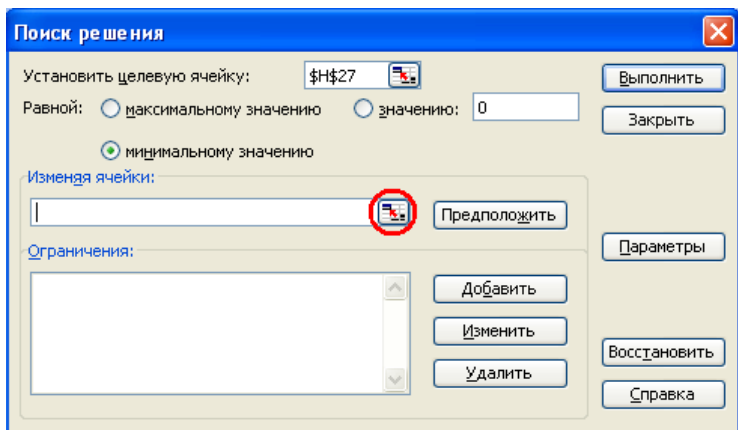 Поиск решения
Установить целевую ячейку: $H$27 Выполнить
Равной: максимальному значению значению: 0 Закрыть
минимальному значению
Изменяя ячейки:
Предположить
Ограничения: Параметры
Добавить
Изменить
Восстановить
Удалить
Справка